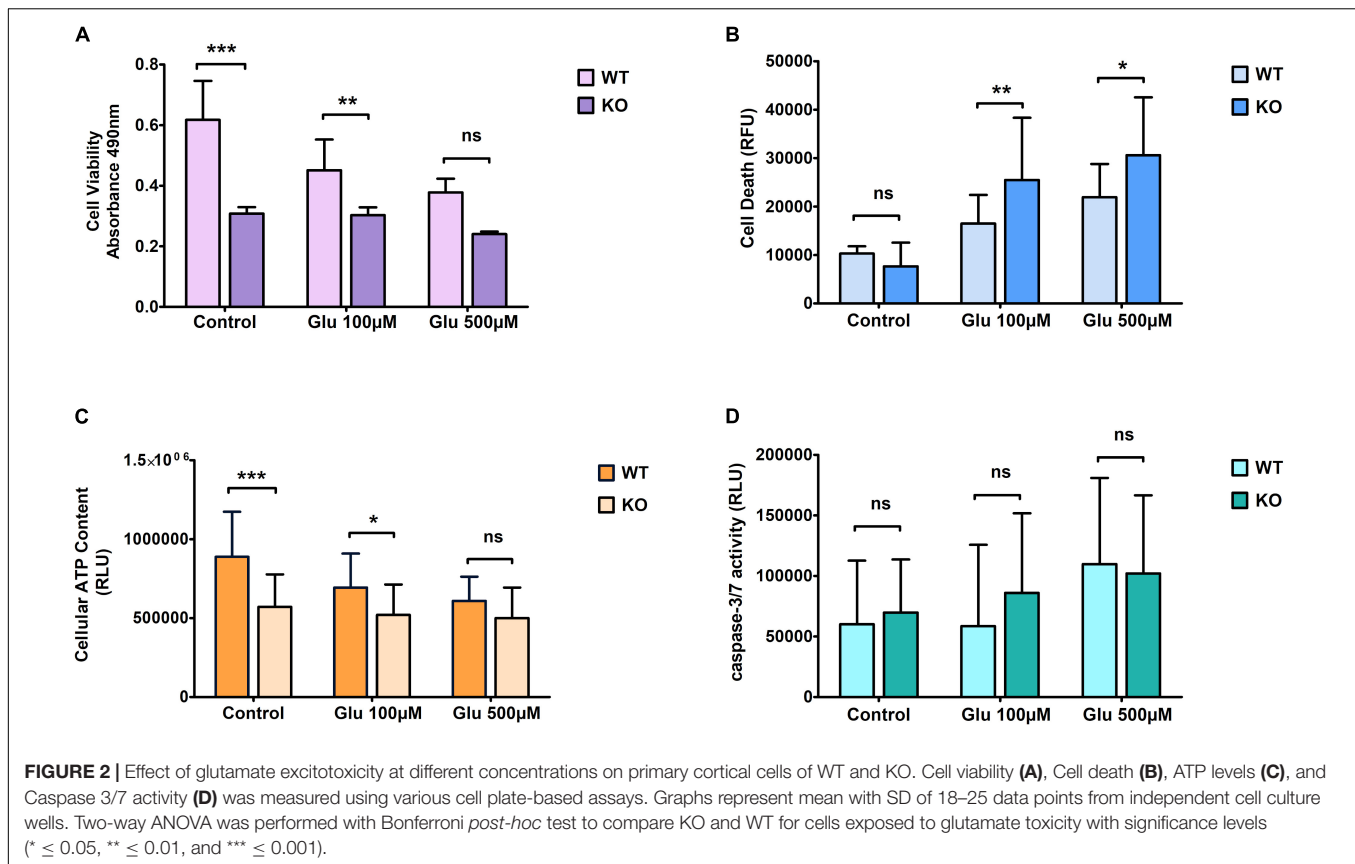 A
***
**
ns
WT
KO
0.8
0.6
0.4
0.2
0.0
Cell Viability
Absorbance 490nm
Control
Glu 100µM
Glu 500µM
B
ns
**
*
WT
KO
50000
40000
30000
20000
10000
0
Cell Death (RFU)
Control
Glu 100µM
Glu 500µM
C
***
*
ns
WT
KO
1.5×10⁰⁶
1000000
500000
0
Cellular ATP Content
(RLU)
Control
Glu 100µM
Glu 500µM
D
ns
ns
ns
WT
KO
200000
150000
100000
50000
0
caspase-3/7 activity (RLU)
Control
Glu 100µM
Glu 500µM
FIGURE 2 | Effect of glutamate excitotoxicity at different concentrations on primary cortical cells of WT and KO. Cell viability (A), Cell death (B), ATP levels (C), and
Caspase 3/7 activity (D) was measured using various cell plate-based assays. Graphs represent mean with SD of 18–25 data points from independent cell culture
wells. Two-way ANOVA was performed with Bonferroni post-hoc test to compare KO and WT for cells exposed to glutamate toxicity with significance levels
(* ≤ 0.05, ** ≤ 0.01, and *** ≤ 0.001).